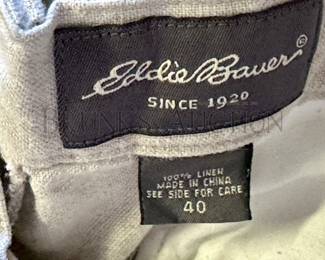 Eddie Bauer®
SINCE 1920
100% LINEN
MADE IN CHINA
SEE SIDE FOR CARE
40